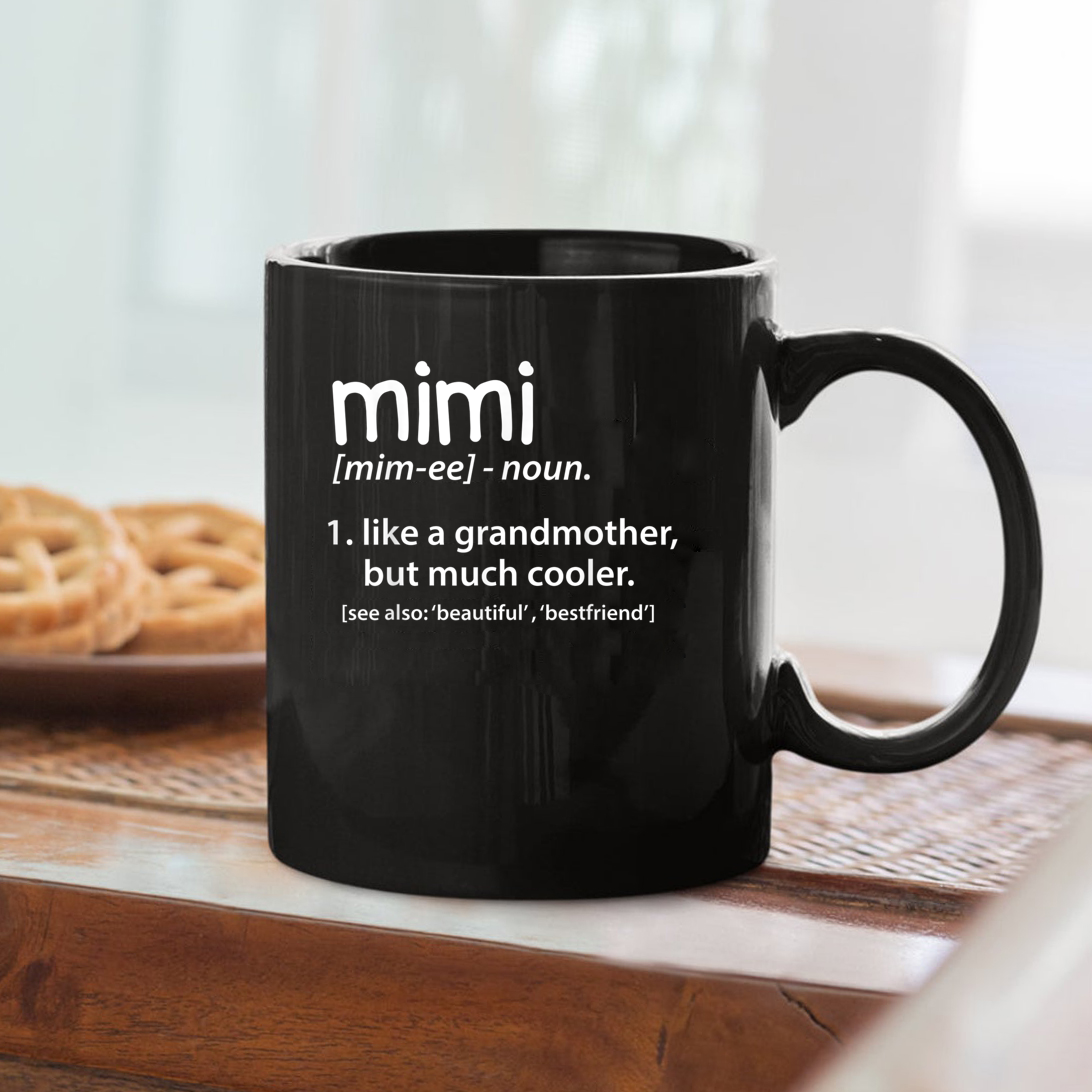 mimi
[mim-ee] - noun.
1. like a grandmother,
but much cooler.
[see also: 'beautiful' , 'bestfriend']